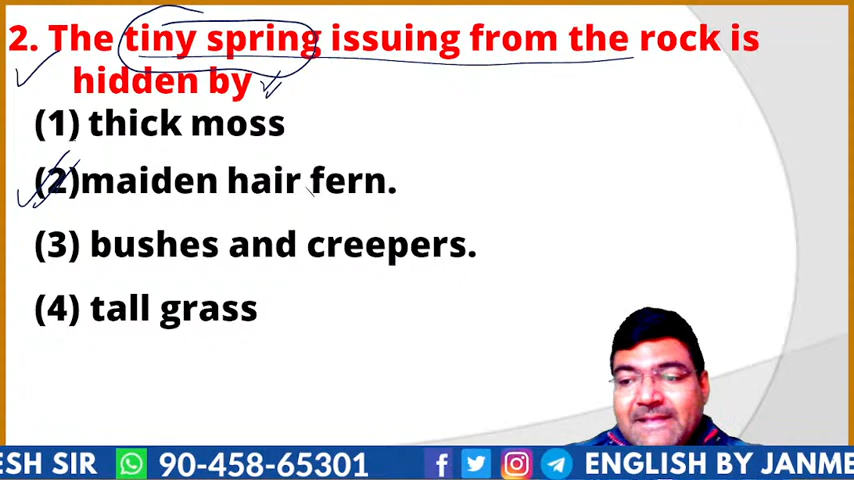 2. The tiny spring issuing from the rock is
hidden by
(1) thick moss
(2)maiden hair fern.
(3) bushes and creepers.
(4) tall grass
ESH SIR 90-458-65301 ENGLISH BY JANME